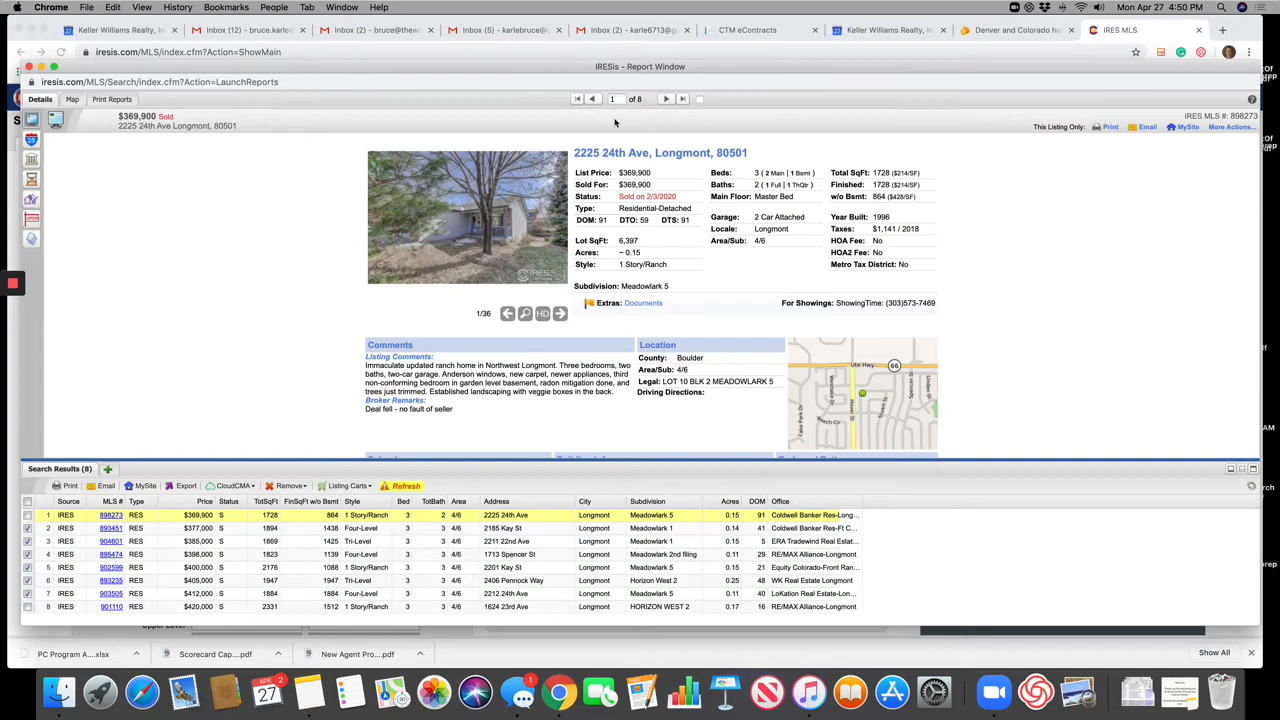 Chrome File Edit View History Bookmarks People Tab Window Help Mon Apr 27 4:50 PM
Keller Williams Realty, In Inbox (12) - bruce.karle Inbox (2) - bruce@thewi Inbox (5) - karlebruce@g Inbox (2) - karle6713@g CTM eContracts Keller Williams Realty, In Denver and Colorado ho IRES MLS
iresis.com/MLS/index.cfm?Action=ShowMain
IRESis - Report Window
iresis.com/MLS/Search/index.cfm?Action=LaunchReports
Details Map Print Reports 1 of 8
$369,900 Sold IRES MLS #: 898273
2225 24th Ave Longmont, 80501 This Listing Only: Print Email MySite More Actions...
2225 24th Ave, Longmont, 80501
List Price: $369,900 Beds: 3 ( 2 Main | 1 Bsmt ) Total SqFt: 1728 ($214/SF)
Sold For: $369,900 Baths: 2 ( 1 Full | 1 ThQtr ) Finished: 1728 ($214/SF)
Status: Sold on 2/3/2020 Main Floor: Master Bed w/o Bsmt: 864 ($428/SF)
Type: Residential-Detached Garage: 2 Car Attached Year Built: 1996
DOM: 91 DTO: 59 DTS: 91 Locale: Longmont Taxes: $1,141 / 2018
Lot SqFt: 6,397 Area/Sub: 4/6 HOA Fee: No
Acres: ~ 0.15 HOA2 Fee: No
Style: 1 Story/Ranch Metro Tax District: No
IRES
Subdivision: Meadowlark 5
Extras: Documents For Showings: ShowingTime: (303)573-7469
1/36 HD
Comments
Listing Comments:
Immaculate updated ranch home in Northwest Longmont. Three bedrooms, two
baths, two-car garage. Anderson windows, new carpet, newer appliances, third
non-conforming bedroom in garden level basement, radon mitigation done, and
trees just trimmed. Established landscaping with veggie boxes in the back.
Broker Remarks:
Deal fell - no fault of seller
Location
County: Boulder
Area/Sub: 4/6
Legal: LOT 10 BLK 2 MEADOWLARK 5
Driving Directions:
Ute Hwy 66
Search Results (8)
Print Email MySite Export CloudCMA Remove Listing Carts Refresh
Source MLS # Type Price Status TotSqFt FinSqFt w/o Bsmt Style Bed TotBath Area Address City Subdivision Acres DOM Office
1 IRES 898273 RES $369,900 S 1728 864 1 Story/Ranch 3 2 4/6 2225 24th Ave Longmont Meadowlark 5 0.15 91 Coldwell Banker Res-Long...
2 IRES 893451 RES $377,000 S 1894 1438 Four-Level 3 3 4/6 2185 Kay St Longmont Meadowlark 1 0.14 41 Coldwell Banker Res-Ft C...
3 IRES 904601 RES $385,000 S 1869 1425 Tri-Level 3 3 4/6 2211 22nd Ave Longmont Meadowlark 1 0.15 5 ERA Tradewind Real Estat...
4 IRES 895474 RES $398,000 S 1823 1139 Four-Level 3 3 4/6 1713 Spencer St Longmont Meadowlark 2nd filing 0.11 29 RE/MAX Alliance-Longmont
5 IRES 902599 RES $400,000 S 2176 1088 1 Story/Ranch 3 3 4/6 2201 Kay St Longmont Meadowlark 5 0.15 21 Equity Colorado-Front Ran...
6 IRES 893235 RES $405,000 S 1947 1947 Tri-Level 3 3 4/6 2406 Pennock Way Longmont Horizon West 2 0.25 48 WK Real Estate Longmont
7 IRES 903505 RES $412,000 S 1884 1884 Four-Level 3 3 4/6 2212 24th Ave Longmont Meadowlark 5 0.11 40 LoKation Real Estate-Lon...
8 IRES 901110 RES $420,000 S 2331 1512 1 Story/Ranch 3 3 4/6 1624 23rd Ave Longmont HORIZON WEST 2 0.17 16 RE/MAX Alliance-Longmont
PC Program A....xlsx Scorecard Cap....pdf New Agent Pro....pdf Show All
APR 27 2 1